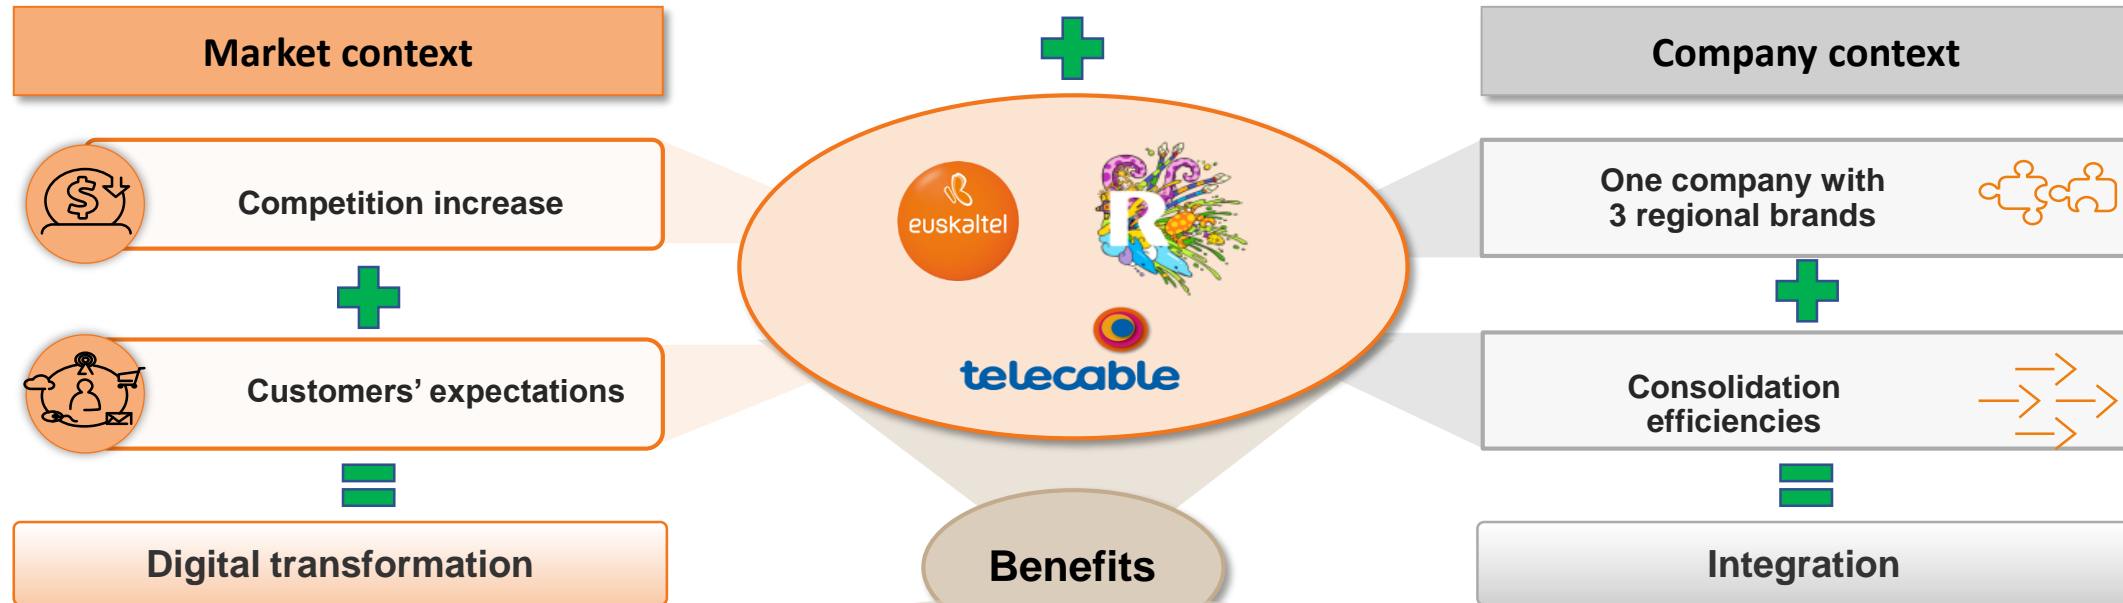 Market context
Company context
Competition increase
Customers’ expectations
Digital transformation
euskaltel
R
telecable
Benefits
One company with
3 regional brands
Consolidation
efficiencies
Integration